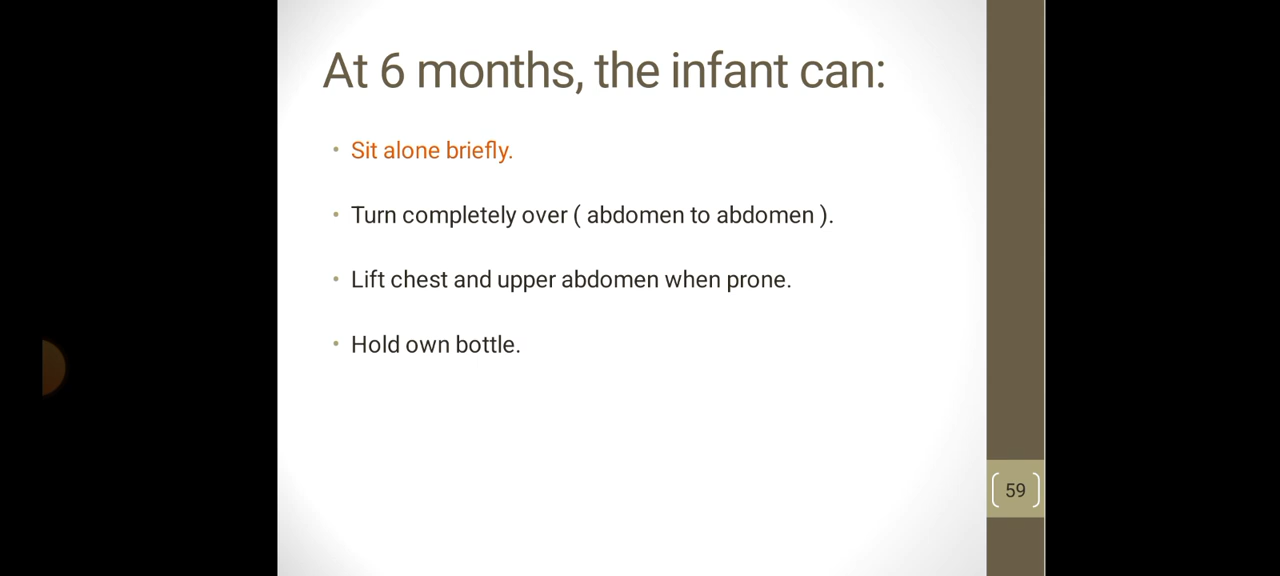 At 6 months, the infant can:
• Sit alone briefly.
• Turn completely over ( abdomen to abdomen ).
• Lift chest and upper abdomen when prone.
• Hold own bottle.
59